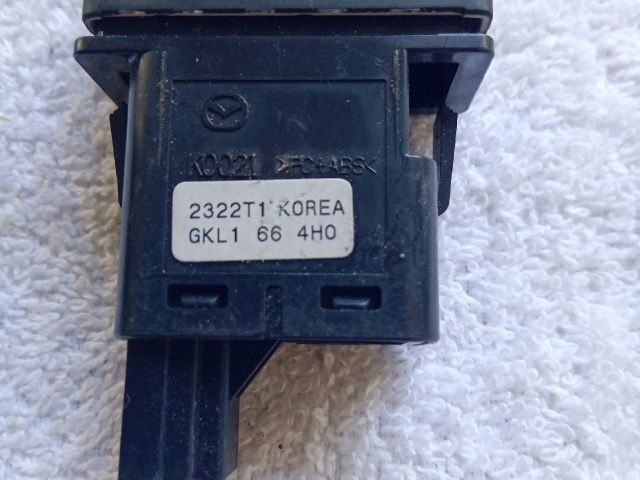 K0021 >PC+ABS<
2322T1 KOREA
GKL1 66 4H0